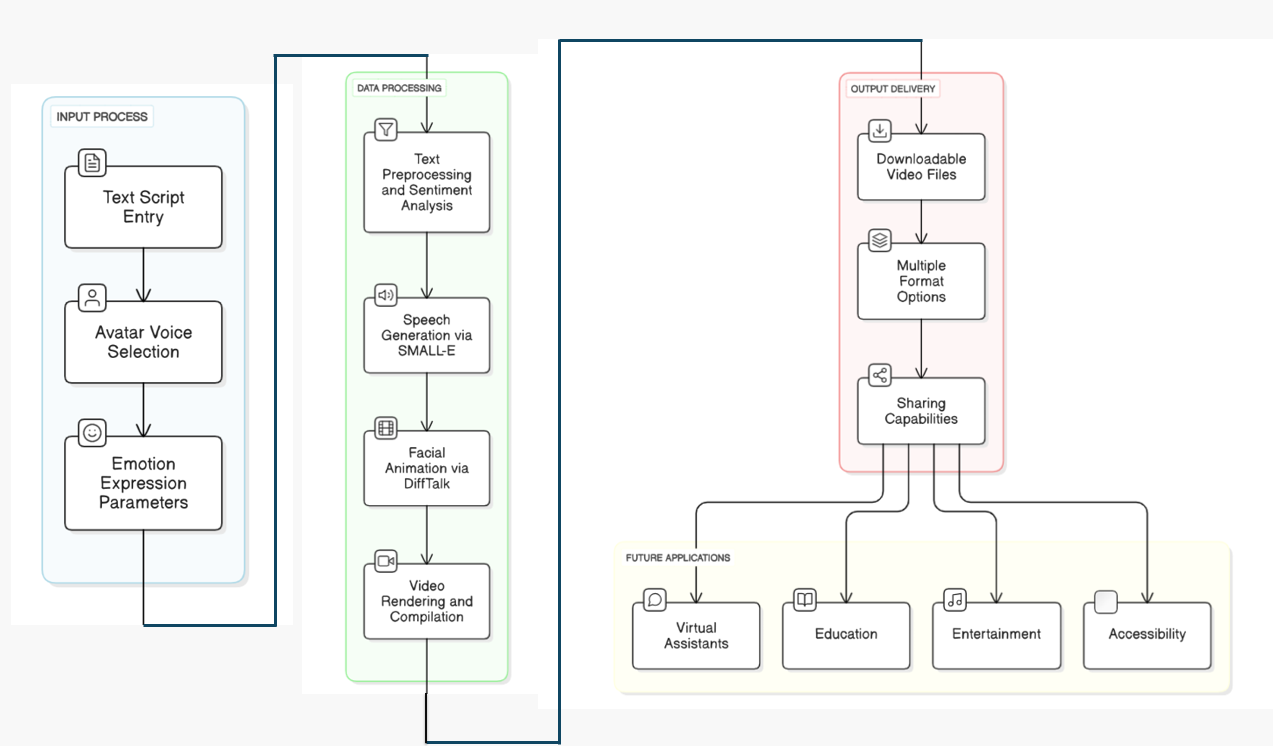 INPUT PROCESS
Text Script
Entry
Avatar Voice
Selection
Emotion
Expression
Parameters
DATA PROCESSING
Text
Preprocessing
and Sentiment
Analysis
Speech
Generation via
SMALL-E
Facial
Animation via
DiffTalk
Video
Rendering and
Compilation
OUTPUT DELIVERY
Downloadable
Video Files
Multiple
Format
Options
Sharing
Capabilities
FUTURE APPLICATIONS
Virtual
Assistants
Education
Entertainment
Accessibility